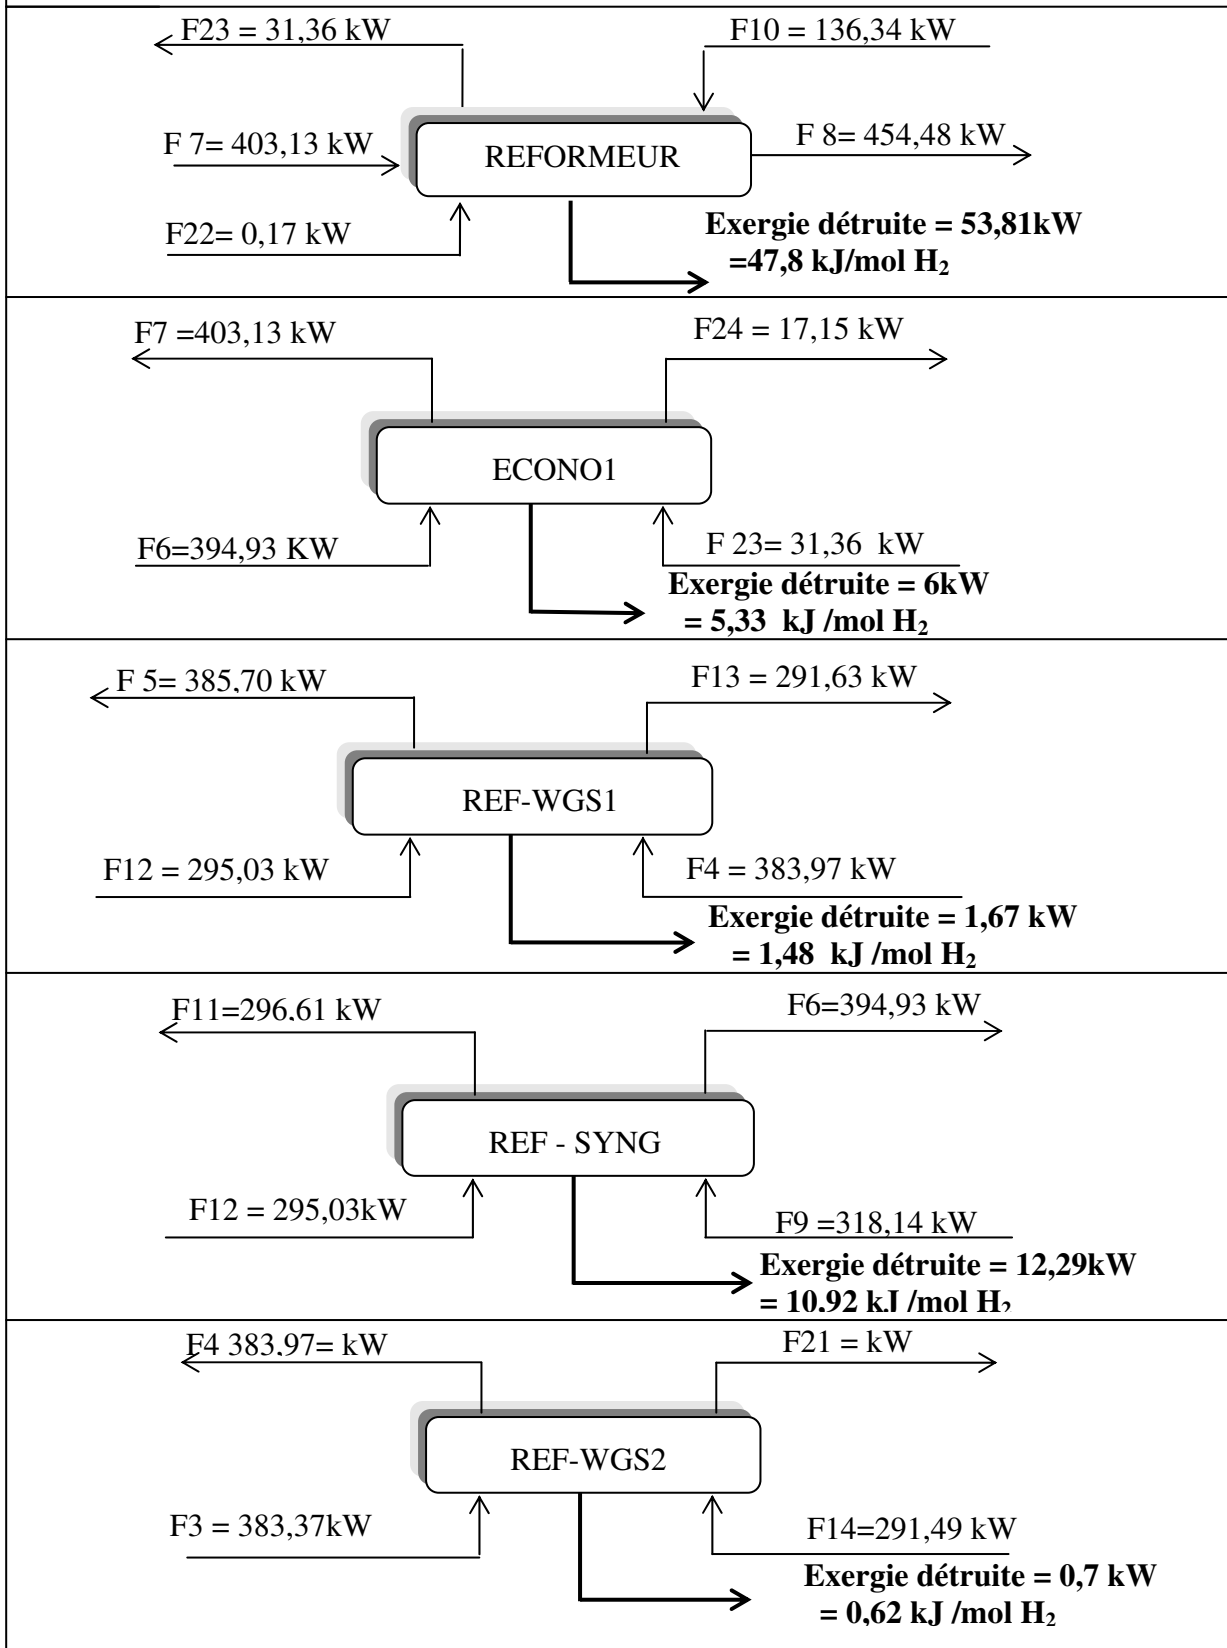 F23 = 31,36 kW
F10 = 136,34 kW
F 7= 403,13 kW
REFORMEUR
F 8= 454,48 kW
F22= 0,17 kW
Exergie détruite = 53,81kW
=47,8 kJ/mol H₂
F7 =403,13 kW
F24 = 17,15 kW
ECONO1
F6=394,93 KW
F 23= 31,36 kW
Exergie détruite = 6kW
= 5,33 kJ /mol H₂
F 5= 385,70 kW
F13 = 291,63 kW
REF-WGS1
F12 = 295,03 kW
F4 = 383,97 kW
Exergie détruite = 1,67 kW
= 1,48 kJ /mol H₂
F11=296,61 kW
F6=394,93 kW
REF - SYNG
F12 = 295,03kW
F9 =318,14 kW
Exergie détruite = 12,29kW
= 10,92 kJ /mol H₂
F4 383,97= kW
F21 = kW
REF-WGS2
F3 = 383,37kW
F14=291,49 kW
Exergie détruite = 0,7 kW
= 0,62 kJ /mol H₂